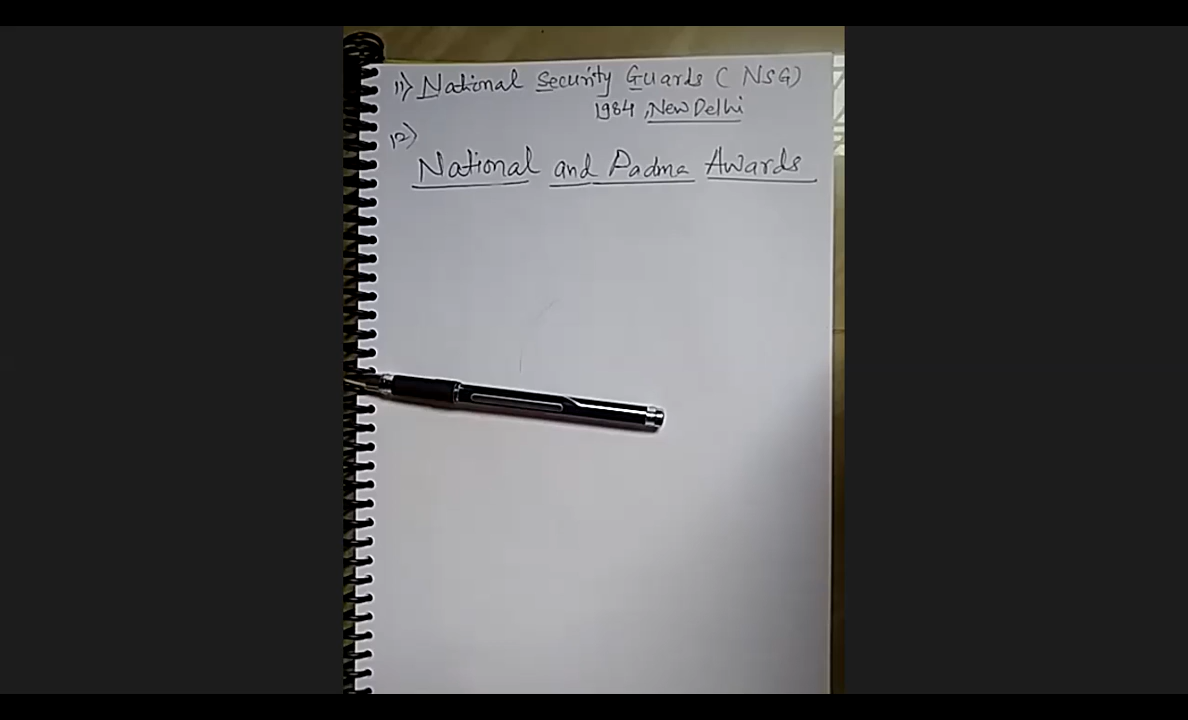 11) National Security Guards ( NSG)
1984, New Delhi
12)
National and Padma Awards